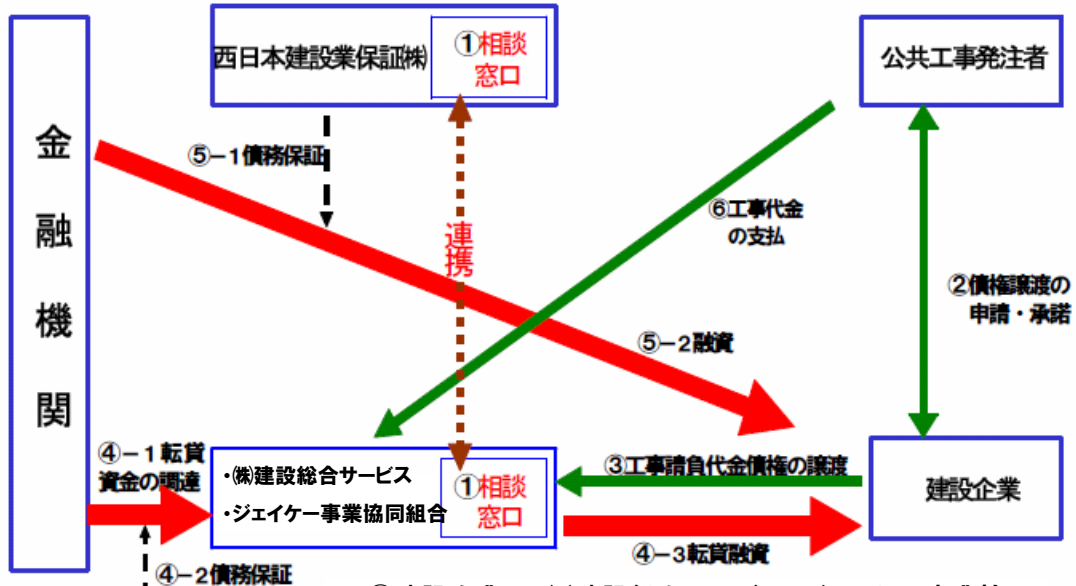 西日本建設業保証㈱
①相談
窓口
公共工事発注者
金融機関
⑤−1債務保証
⑥工事代金
の支払
連携
②債権譲渡の
申請・承諾
⑤−2融資
④−1転貸
資金の調達
・㈱建設総合サービス
・ジェイケー事業協同組合
①相談
窓口
③工事請負代金債権の譲渡
建設企業
④−3転貸融資
④−2債務保証